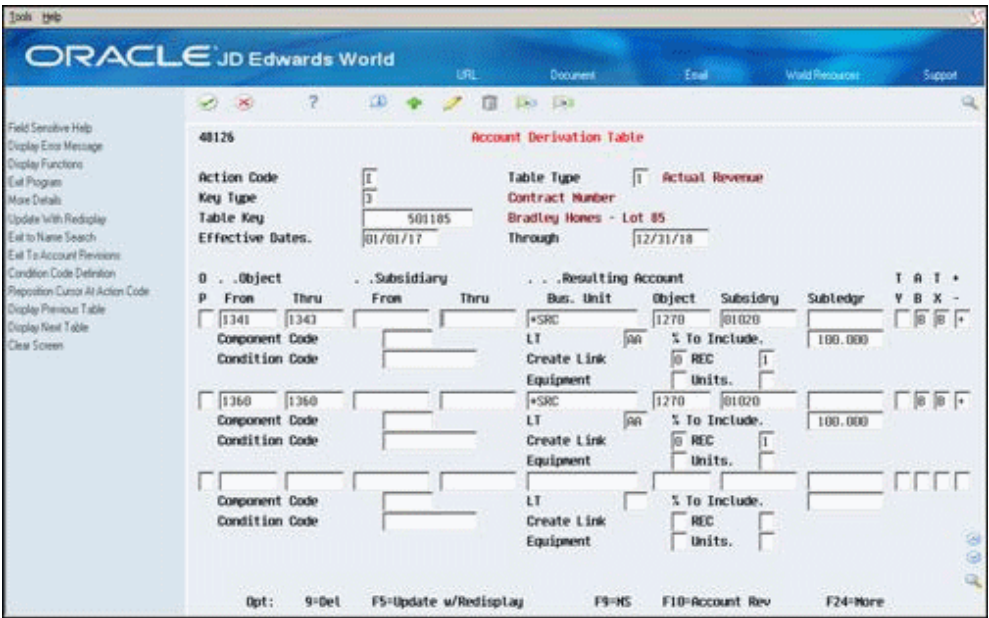 Tools Help
ORACLE JD Edwards World
URL Document Email World Resources Support
Field Sensitive Help
Display Error Message
Display Functions
Exit Program
More Details
Update With Redisplay
Exit to Name Search
Exit To Account Revisions
Condition Code Definition
Reposition Cursor At Action Code
Display Previous Table
Display Next Table
Clear Screen
48126 Account Derivation Table
Action Code I Table Type 1 Actual Revenue
Key Type 3 Contract Number
Table Key 501185 Bradley Homes - Lot 85
Effective Dates. 01/01/17 Through 12/31/18
O . . .Object . . .Subsidiary . . . .Resulting Account T A T +
P From Thru From Thru Bus. Unit Object Subsidry Subledgr Y B X -
1341 1343 *SRC 1270 01020 B B +
Component Code LT AA % To Include. 100.000
Condition Code Create Link 0 REC 1
Equipment Units.
1360 1360 *SRC 1270 01020 B B +
Component Code LT AA % To Include. 100.000
Condition Code Create Link 0 REC 1
Equipment Units.
Component Code LT % To Include.
Condition Code Create Link REC
Equipment Units.
Opt: 9=Del F5=Update w/Redisplay F9=NS F10=Account Rev F24=More